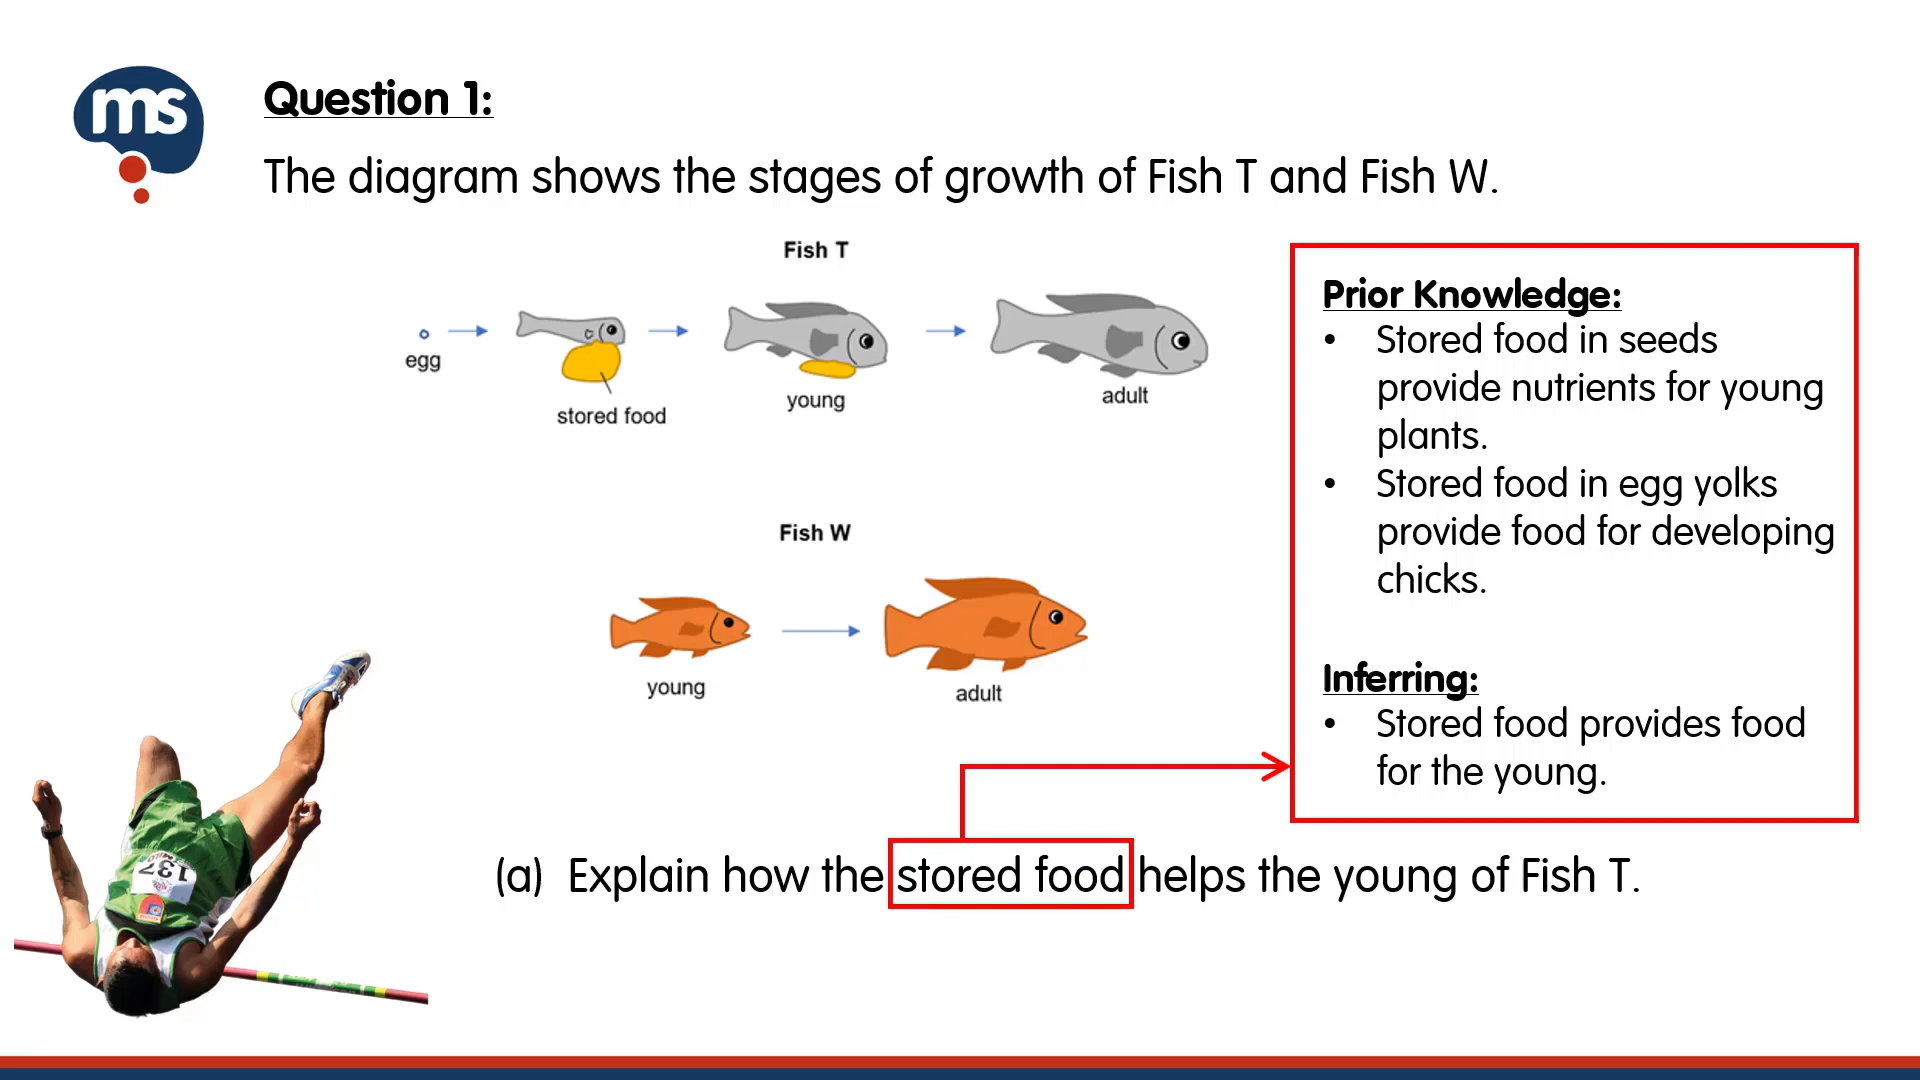 ms
Question 1:
The diagram shows the stages of growth of Fish T and Fish W.
Fish T
egg
stored food
young
adult
Fish W
young
adult
Prior Knowledge:
• Stored food in seeds
provide nutrients for young
plants.
• Stored food in egg yolks
provide food for developing
chicks.
Inferring:
• Stored food provides food
for the young.
(a) Explain how the stored food helps the young of Fish T.
137